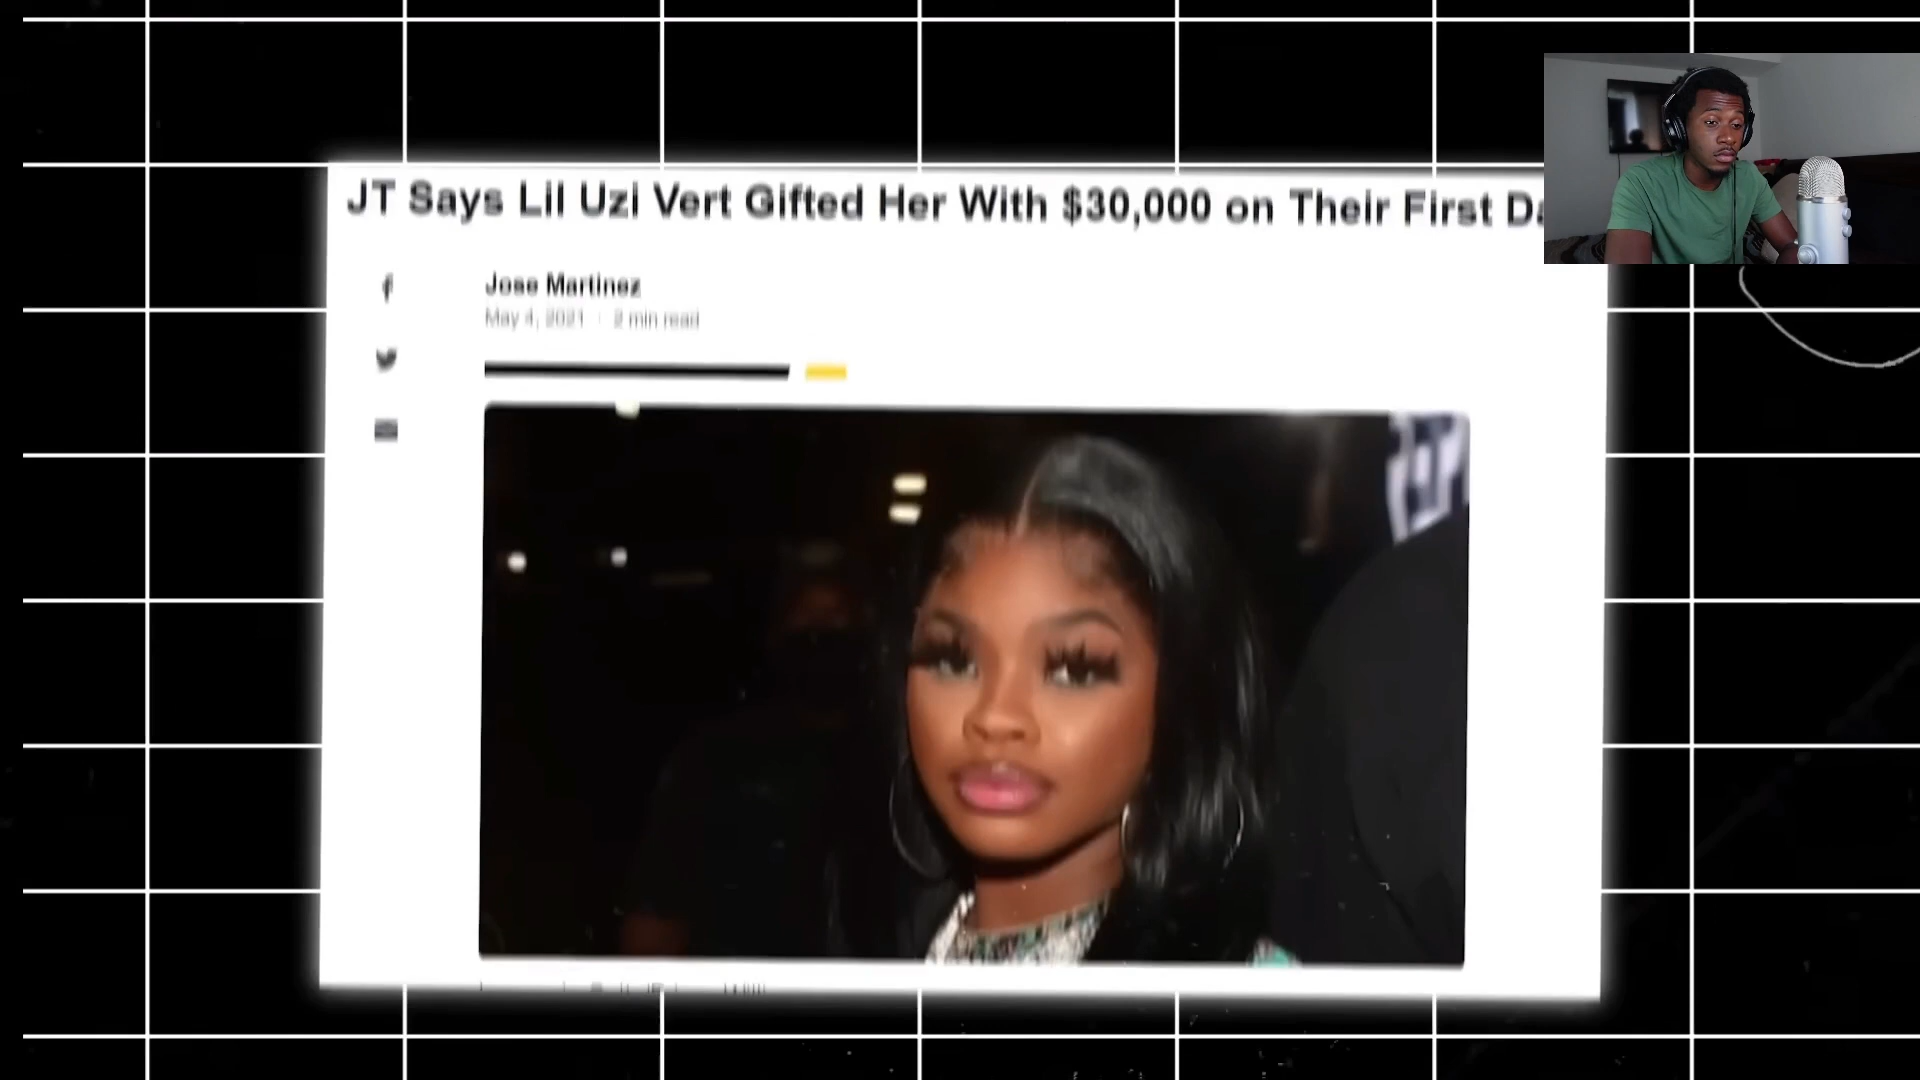 JT Says Lil Uzi Vert Gifted Her With $30,000 on Their First
Jose Martinez
May 4, 2021 2 min read